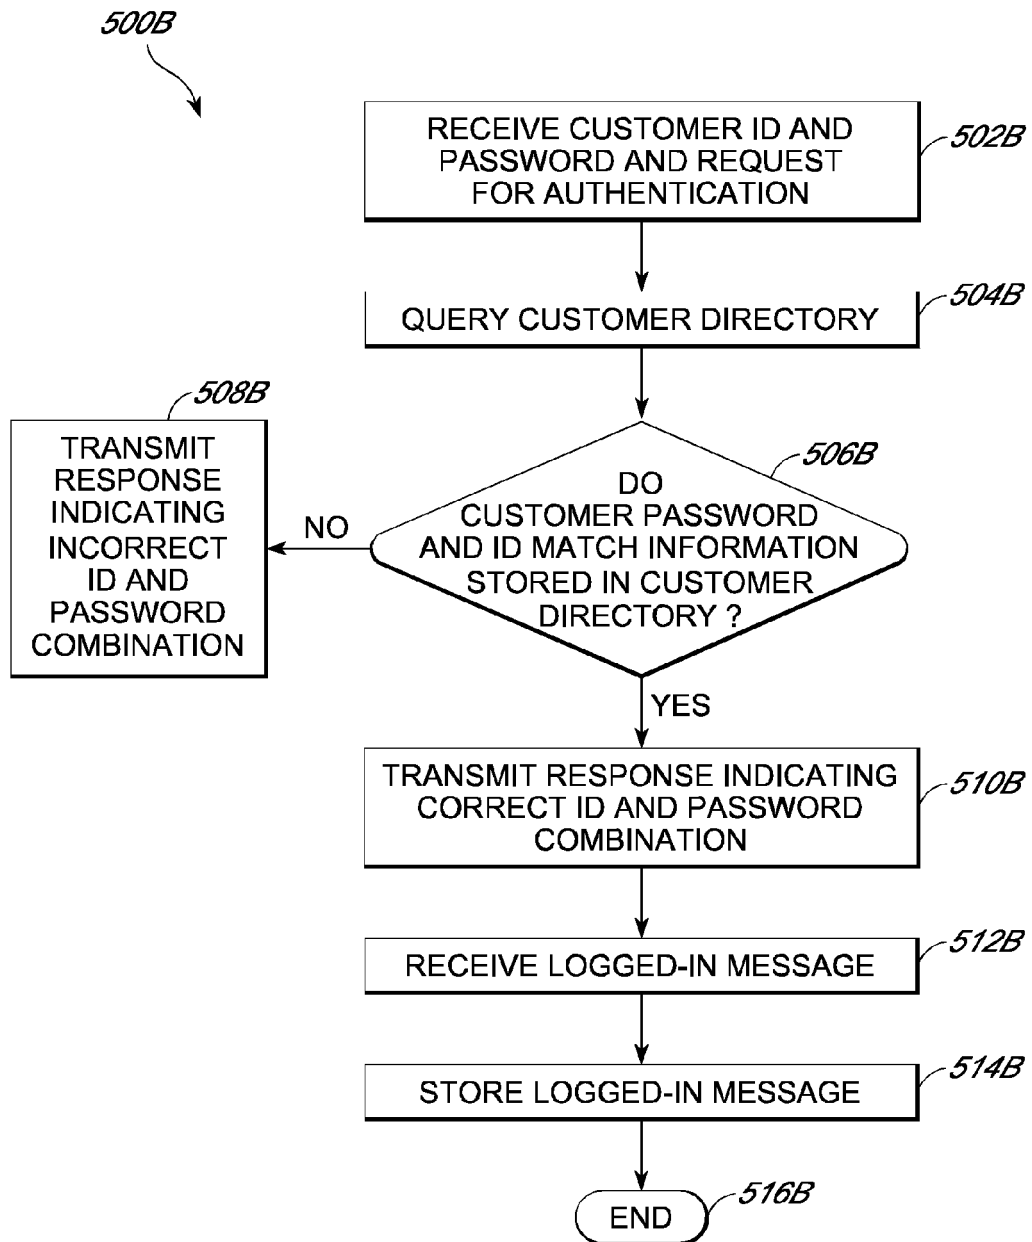 500B
RECEIVE CUSTOMER ID AND
PASSWORD AND REQUEST
FOR AUTHENTICATION
502B
QUERY CUSTOMER DIRECTORY
504B
508B
TRANSMIT
RESPONSE
INDICATING
INCORRECT
ID AND
PASSWORD
COMBINATION
NO
506B
DO
CUSTOMER PASSWORD
AND ID MATCH INFORMATION
STORED IN CUSTOMER
DIRECTORY ?
YES
TRANSMIT RESPONSE INDICATING
CORRECT ID AND PASSWORD
COMBINATION
510B
RECEIVE LOGGED-IN MESSAGE
512B
STORE LOGGED-IN MESSAGE
514B
END
516B